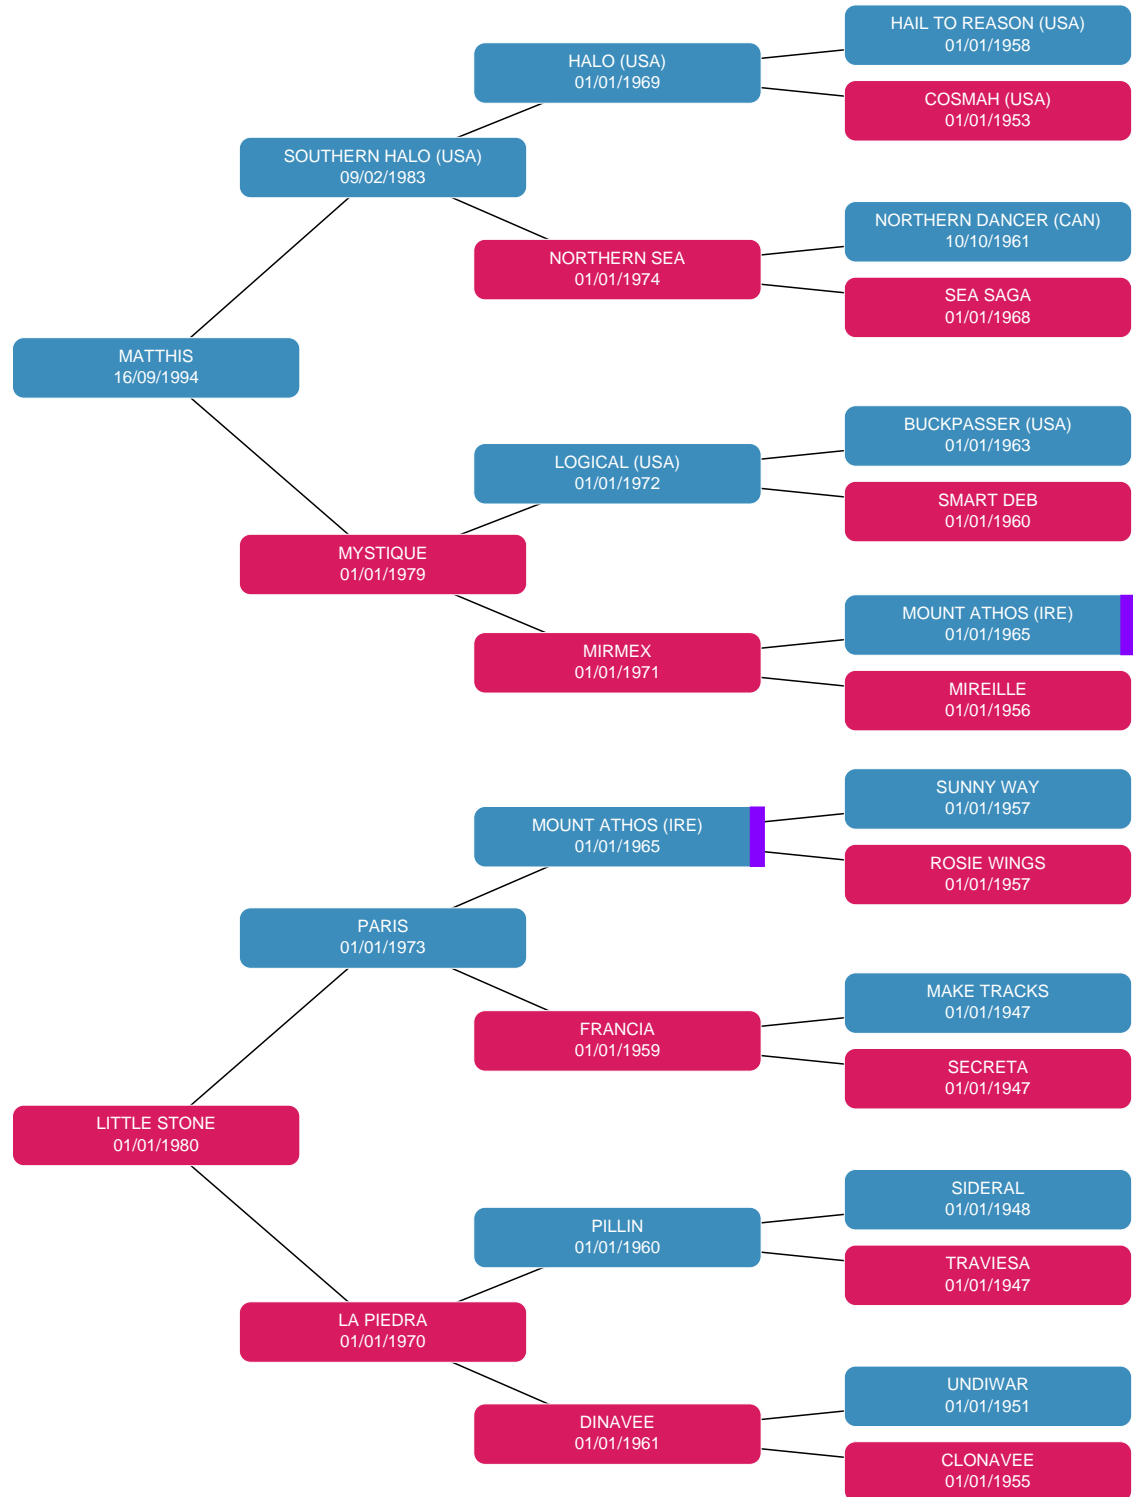 HAIL TO REASON (USA)
01/01/1958
HALO (USA)
01/01/1969
COSMAH (USA)
01/01/1953
SOUTHERN HALO (USA)
09/02/1983
NORTHERN DANCER (CAN)
10/10/1961
NORTHERN SEA
01/01/1974
SEA SAGA
01/01/1968
MATTHIS
16/09/1994
BUCKPASSER (USA)
01/01/1963
LOGICAL (USA)
01/01/1972
SMART DEB
01/01/1960
MYSTIQUE
01/01/1979
MOUNT ATHOS (IRE)
01/01/1965
MIRMEX
01/01/1971
MIREILLE
01/01/1956
SUNNY WAY
01/01/1957
MOUNT ATHOS (IRE)
01/01/1965
ROSIE WINGS
01/01/1957
PARIS
01/01/1973
MAKE TRACKS
01/01/1947
FRANCIA
01/01/1959
SECRETA
01/01/1947
LITTLE STONE
01/01/1980
SIDERAL
01/01/1948
PILLIN
01/01/1960
TRAVIESA
01/01/1947
LA PIEDRA
01/01/1970
UNDIWAR
01/01/1951
DINAVEE
01/01/1961
CLONAVEE
01/01/1955